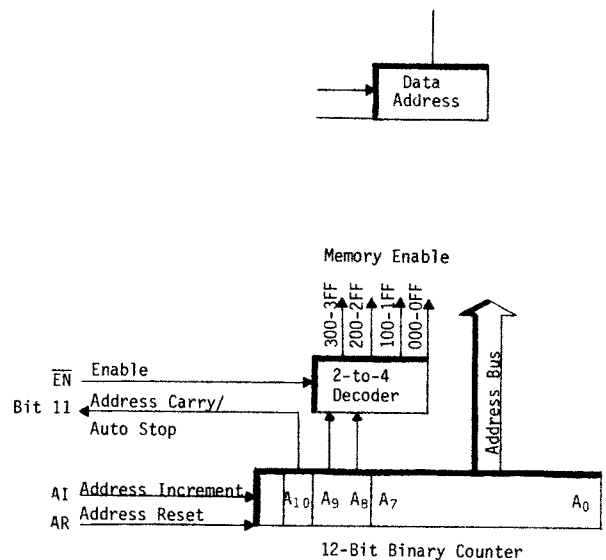 Data
Address
Memory Enable
300-3FF
200-2FF
100-1FF
000-0FF
EN Enable
2-to-4
Decoder
Bit 11 Address Carry/
Auto Stop
Address Bus
AI Address Increment
AR Address Reset
A10 A9 A8 A7 A0
12-Bit Binary Counter